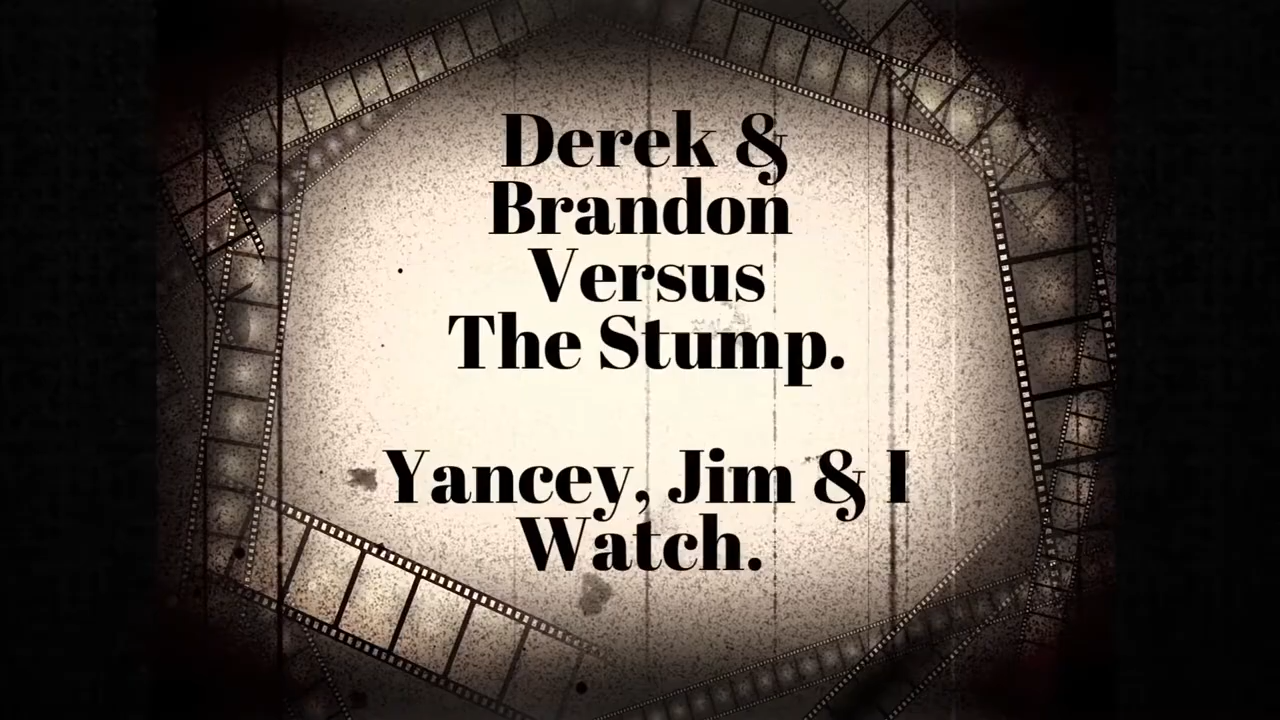 Derek &
Brandon
Versus
The Stump.
Yancey, Jim & I
Watch.